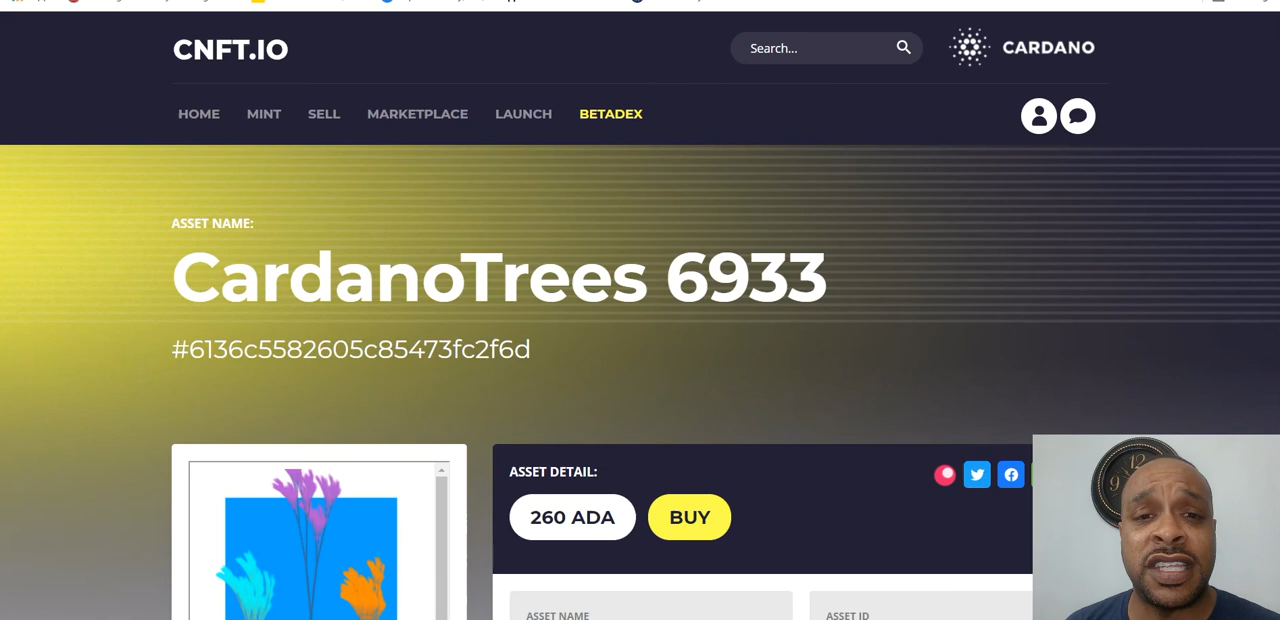 CNFT.IO
Search...
CARDANO
HOME MINT SELL MARKETPLACE LAUNCH BETADEX
ASSET NAME:
CardanoTrees 6933
#6136c5582605c85473fc2f6d
ASSET DETAIL:
260 ADA BUY
ASSET NAME
ASSET ID